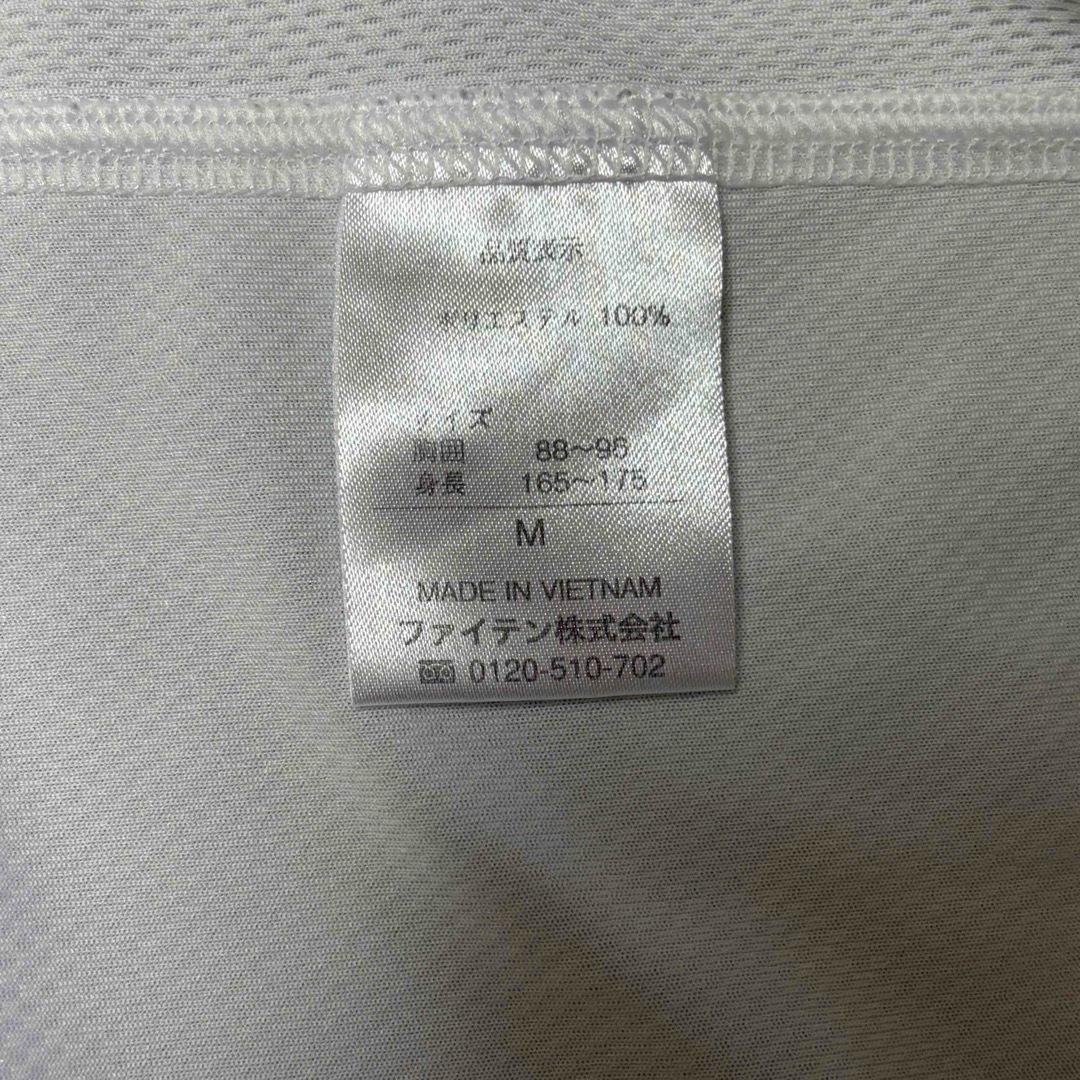 品質表示
ポリエステル 100%
サイズ
胸囲 88～96
身長 165～175
M
MADE IN VIETNAM
ファイテン株式会社
0120-510-702